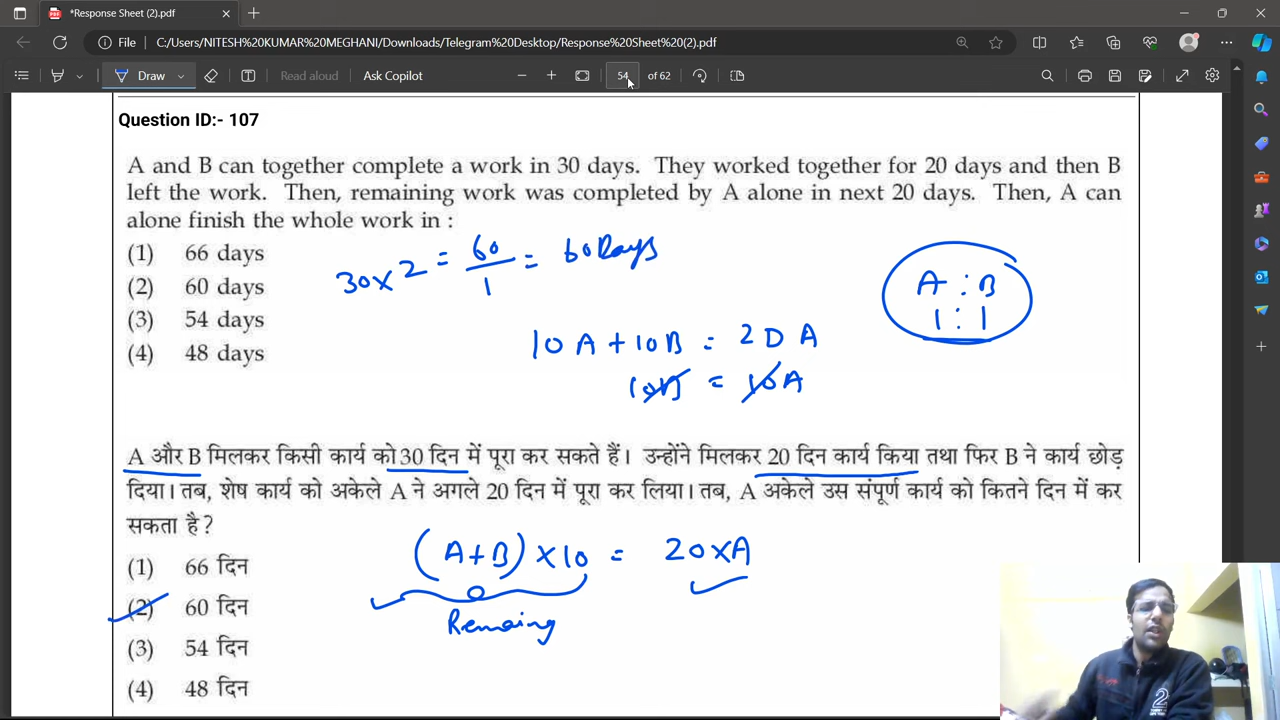 *Response Sheet (2).pdf
File C:/Users/NITESH%20KUMAR%20MEGHANI/Downloads/Telegram%20Desktop/Response%20Sheet%20(2).pdf
Draw Read aloud Ask Copilot 54 of 62
Question ID:- 107
A and B can together complete a work in 30 days. They worked together for 20 days and then B
left the work. Then, remaining work was completed by A alone in next 20 days. Then, A can
alone finish the whole work in :
(1) 66 days
(2) 60 days
(3) 54 days
(4) 48 days
30x2 = 60/1 = 60 Days
A : B
1 : 1
10 A + 10B = 20 A
10B = 10A
A और B मिलकर किसी कार्य को 30 दिन में पूरा कर सकते हैं। उन्होंने मिलकर 20 दिन कार्य किया तथा फिर B ने कार्य छोड़
दिया। तब, शेष कार्य को अकेले A ने अगले 20 दिन में पूरा कर लिया। तब, A अकेले उस संपूर्ण कार्य को कितने दिन में कर
सकता है?
(1) 66 दिन
(2) 60 दिन
(3) 54 दिन
(4) 48 दिन
(A+B) x 10 = 20xA
Remaing
2